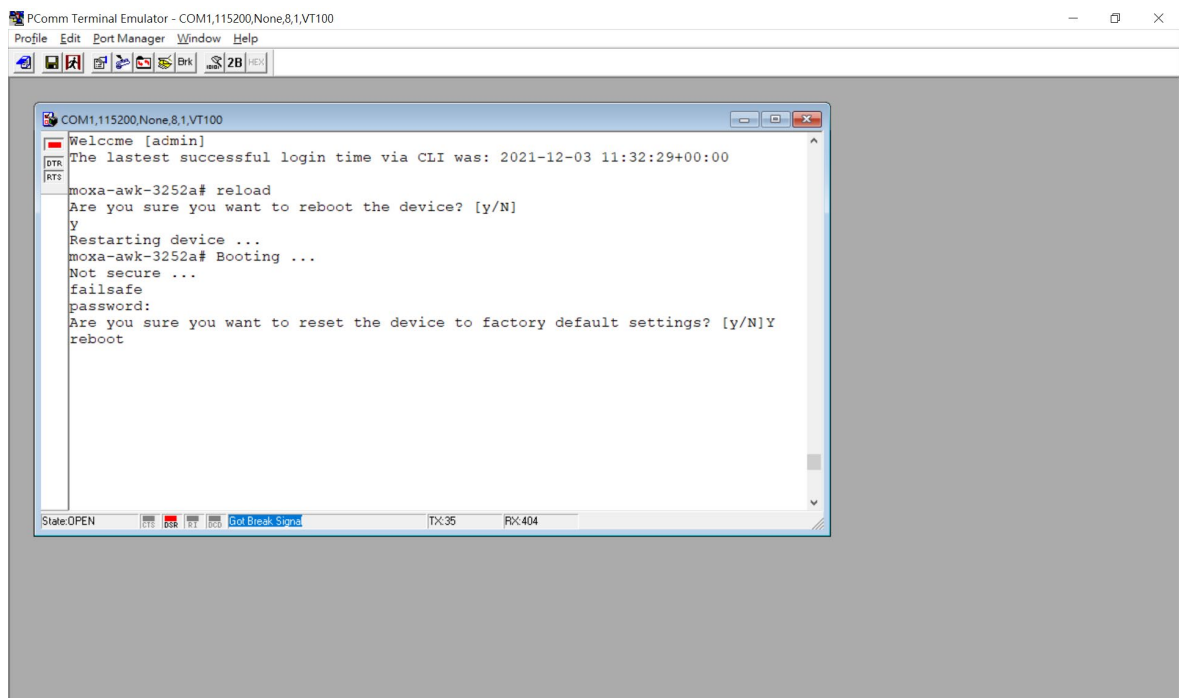 PComm Terminal Emulator - COM1,115200,None,8,1,VT100
Profile Edit Port Manager Window Help
Brk 2B HEX
COM1,115200,None,8,1,VT100
Welccme [admin]
DTR
RTS
The lastest successful login time via CLI was: 2021-12-03 11:32:29+00:00
moxa-awk-3252a# reload
Are you sure you want to reboot the device? [y/N]
y
Restarting device ...
moxa-awk-3252a# Booting ...
Not secure ...
failsafe
password:
Are you sure you want to reset the device to factory default settings? [y/N]Y
reboot
State:OPEN CTS DSR RI DCD Got Break Signal TX:35 RX:404